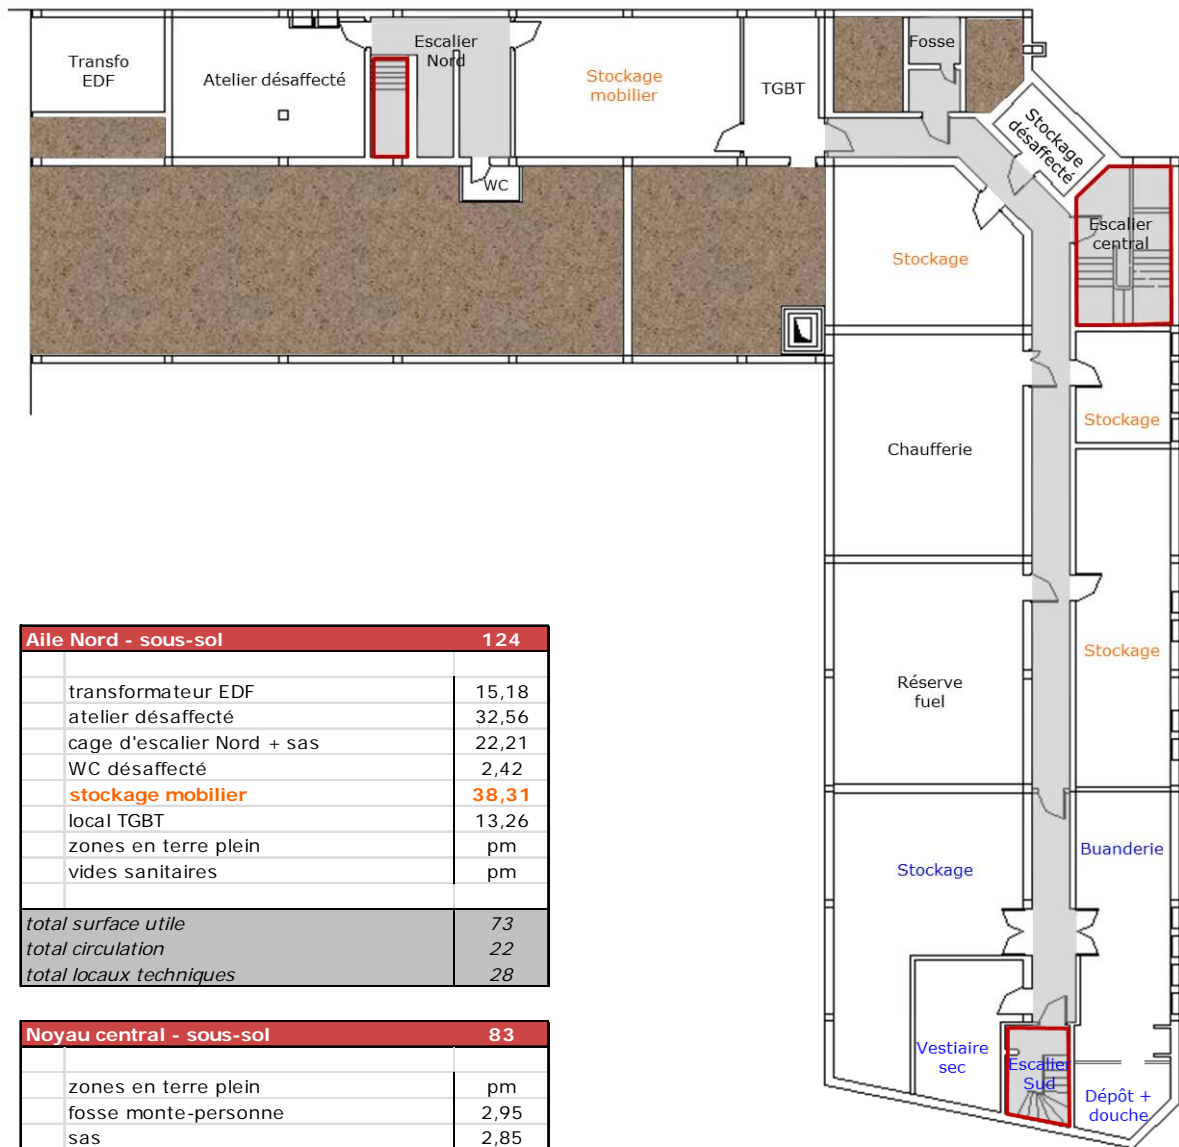 Transfo
EDF
Atelier désaffecté
Escalier
Nord
Stockage
mobilier
TGBT
Fosse
Stockage
désaffecté
WC
Escalier
central
Stockage
Stockage
Chaufferie
Stockage
Réserve
fuel
Buanderie
Stockage
Vestiaire
sec
Escalier
Sud
Dépôt +
douche
Aile Nord - sous-sol 124
transformateur EDF 15,18
atelier désaffecté 32,56
cage d'escalier Nord + sas 22,21
WC désaffecté 2,42
stockage mobilier 38,31
local TGBT 13,26
zones en terre plein pm
vides sanitaires pm
total surface utile 73
total circulation 22
total locaux techniques 28
Noyau central - sous-sol 83
zones en terre plein pm
fosse monte-personne 2,95
sas 2,85